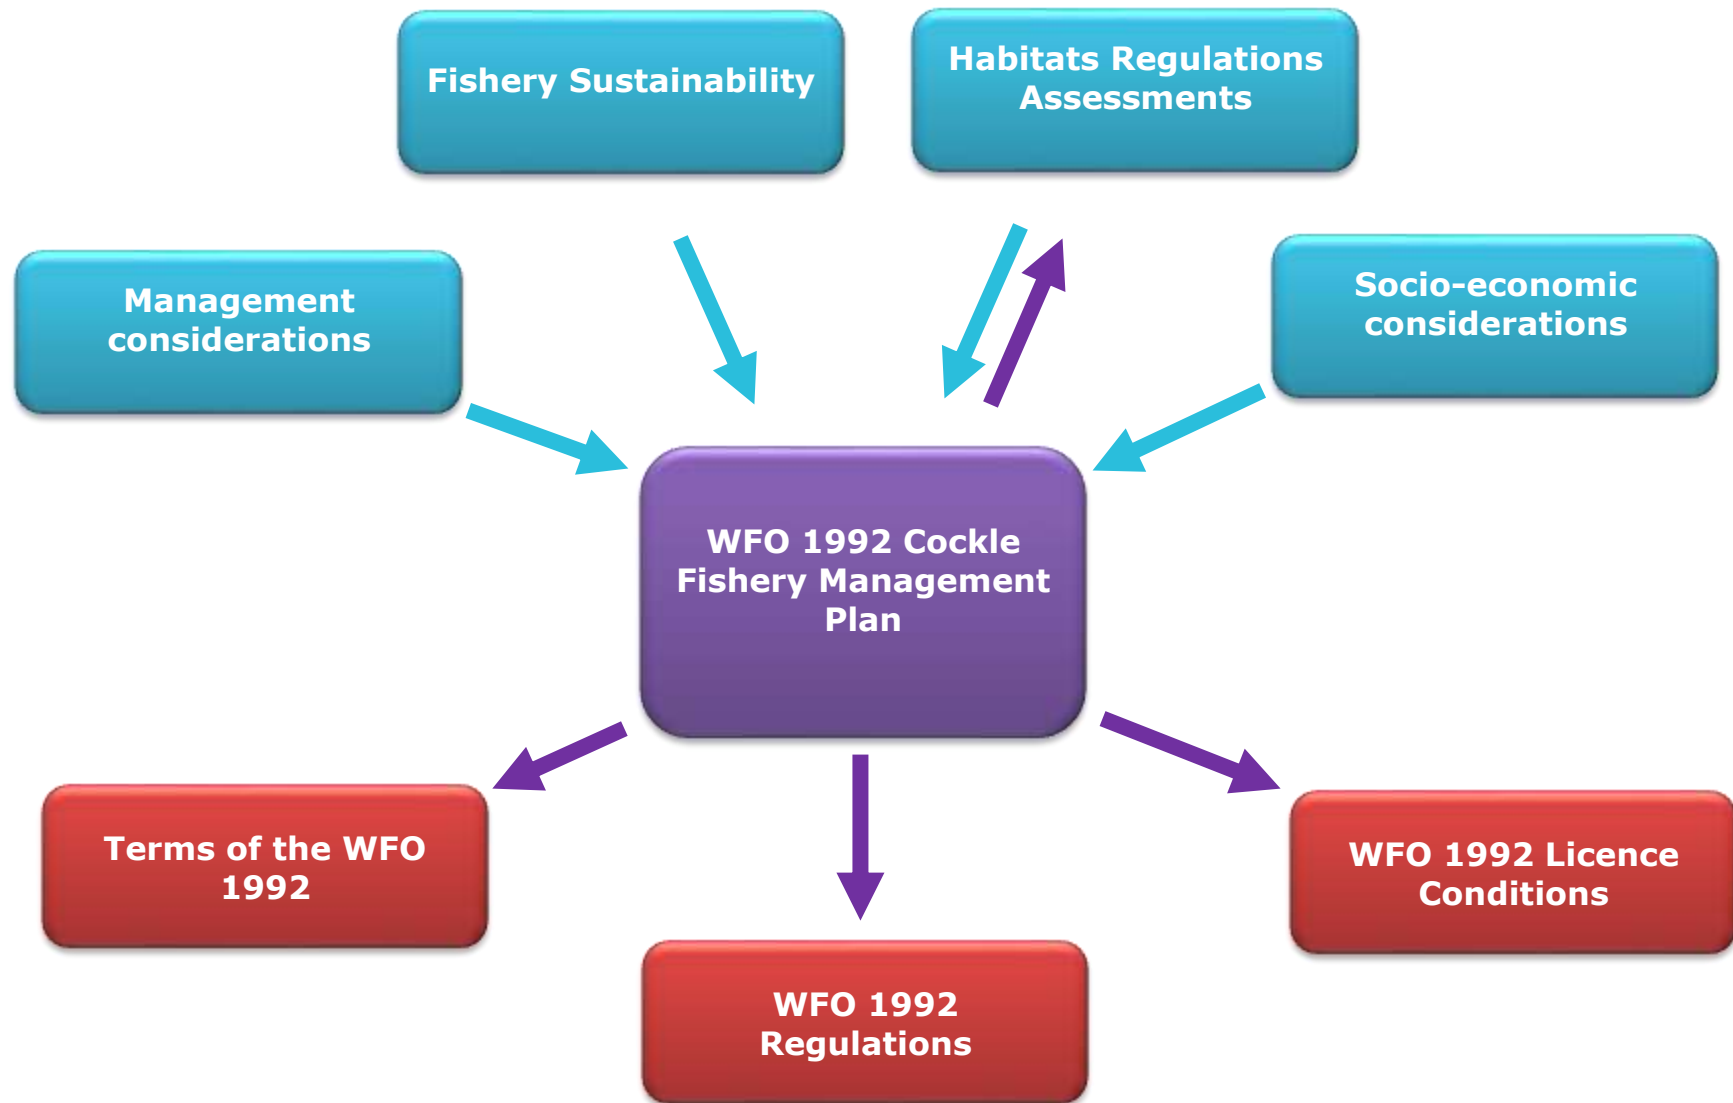 Fishery Sustainability
Habitats Regulations
Assessments
Management
considerations
Socio-economic
considerations
WFO 1992 Cockle
Fishery Management
Plan
Terms of the WFO
1992
WFO 1992 Licence
Conditions
WFO 1992
Regulations